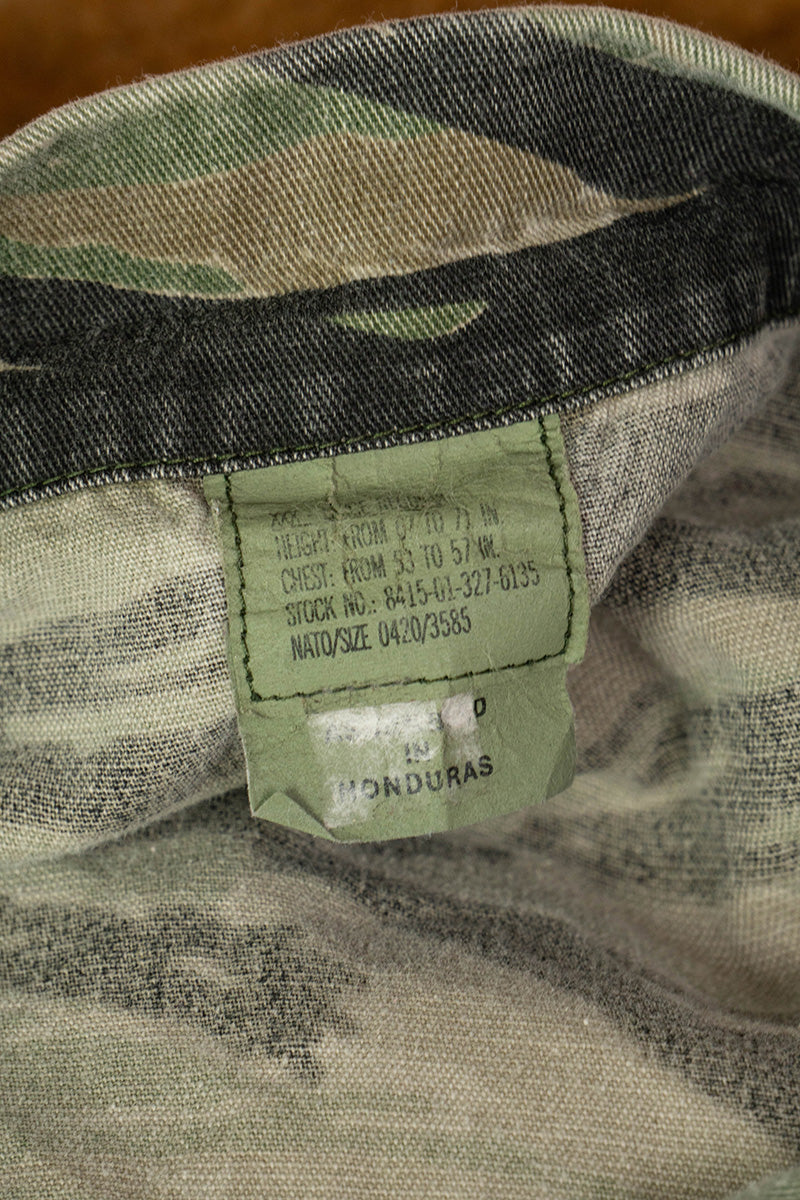 HEIGHT: FROM 67 TO 71 IN.
CHEST: FROM 53 TO 57 IN.
STOCK NO.: 8415-01-327-6135
NATO/SIZE 0420/3585
IN
HONDURAS